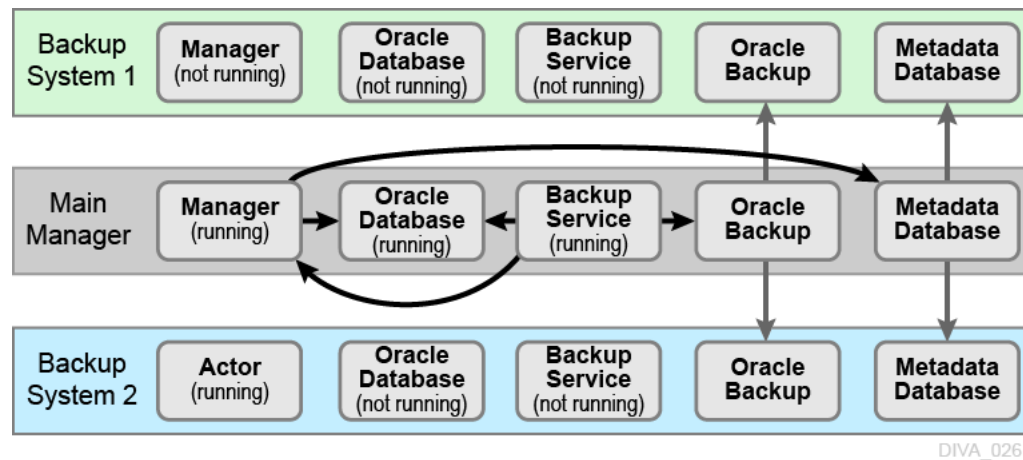 Backup
System 1
Manager
(not running)
Oracle
Database
(not running)
Backup
Service
(not running)
Oracle
Backup
Metadata
Database
Main
Manager
Manager
(running)
Oracle
Database
(running)
Backup
Service
(running)
Oracle
Backup
Metadata
Database
Backup
System 2
Actor
(running)
Oracle
Database
(not running)
Backup
Service
(not running)
Oracle
Backup
Metadata
Database
DIVA_026